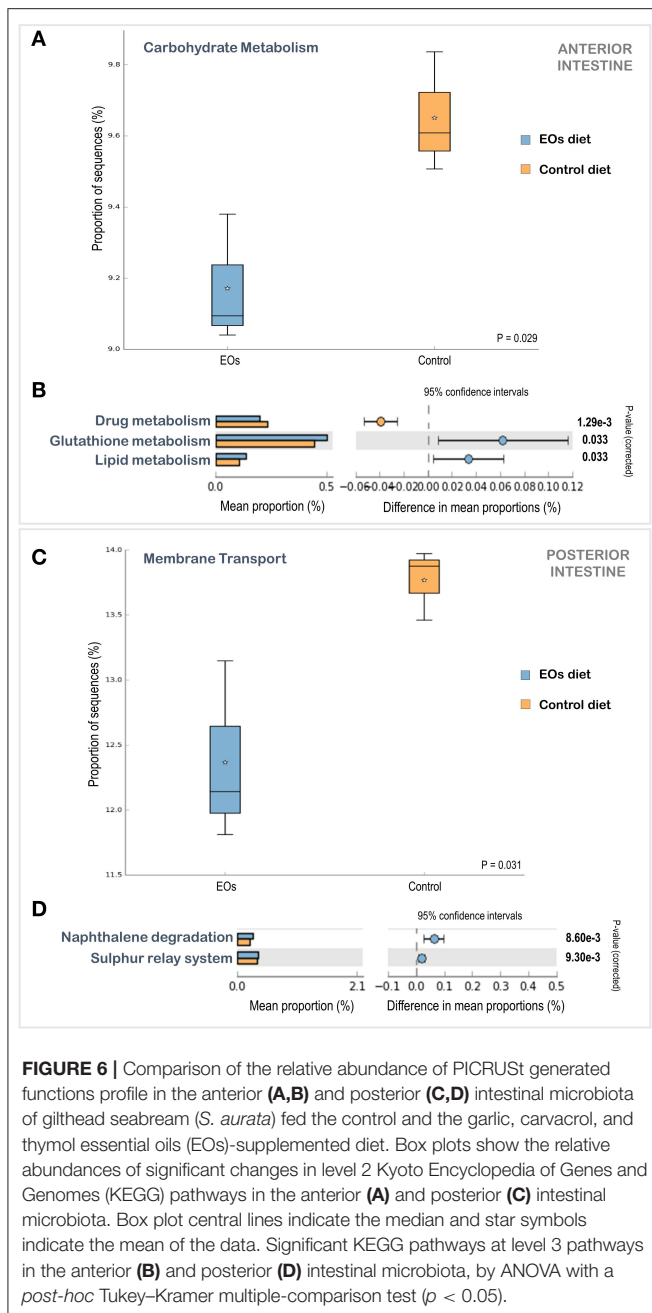 A
Carbohydrate Metabolism
ANTERIOR
INTESTINE
9.8
9.6
9.4
9.2
9.0
Proportion of sequences (%)
EOs diet
Control diet
P = 0.029
EOs
Control
B
95% confidence intervals
Drug metabolism
Glutathione metabolism
Lipid metabolism
1.29e-3
0.033
0.033
P-value (corrected)
0.0
0.5
−0.06
−0.04
−0.02
0.00
0.02
0.04
0.06
0.08
0.10
0.12
Mean proportion (%)
Difference in mean proportions (%)
C
Membrane Transport
POSTERIOR
INTESTINE
14.0
13.5
13.0
12.5
12.0
11.5
Proportion of sequences (%)
EOs diet
Control diet
P = 0.031
EOs
Control
D
95% confidence intervals
Naphthalene degradation
Sulphur relay system
8.60e-3
9.30e-3
P-value (corrected)
0.0
2.1
−0.1
0.0
0.1
0.2
0.3
0.4
0.5
Mean proportion (%)
Difference in mean proportions (%)
FIGURE 6 | Comparison of the relative abundance of PICRUSt generated
functions profile in the anterior (A,B) and posterior (C,D) intestinal microbiota
of gilthead seabream (S. aurata) fed the control and the garlic, carvacrol, and
thymol essential oils (EOs)-supplemented diet. Box plots show the relative
abundances of significant changes in level 2 Kyoto Encyclopedia of Genes and
Genomes (KEGG) pathways in the anterior (A) and posterior (C) intestinal
microbiota. Box plot central lines indicate the median and star symbols
indicate the mean of the data. Significant KEGG pathways at level 3 pathways
in the anterior (B) and posterior (D) intestinal microbiota, by ANOVA with a
post-hoc Tukey–Kramer multiple-comparison test (p < 0.05).